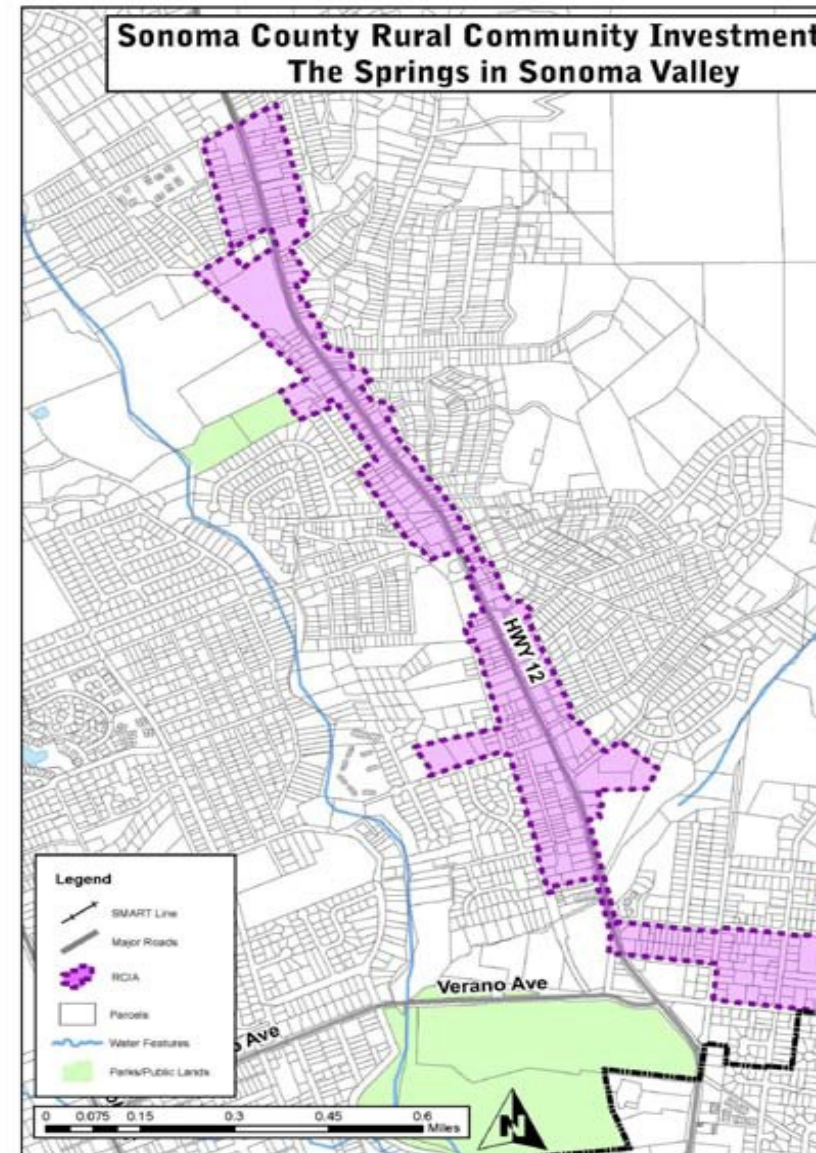 Sonoma County Rural Community Investment
The Springs in Sonoma Valley
HWY 12
Verano Ave
Ave
Legend
SMART Line
Major Roads
RCIA
Parcels
Water Features
Parks/Public Lands
0 0.075 0.15 0.3 0.45 0.6
Miles
N